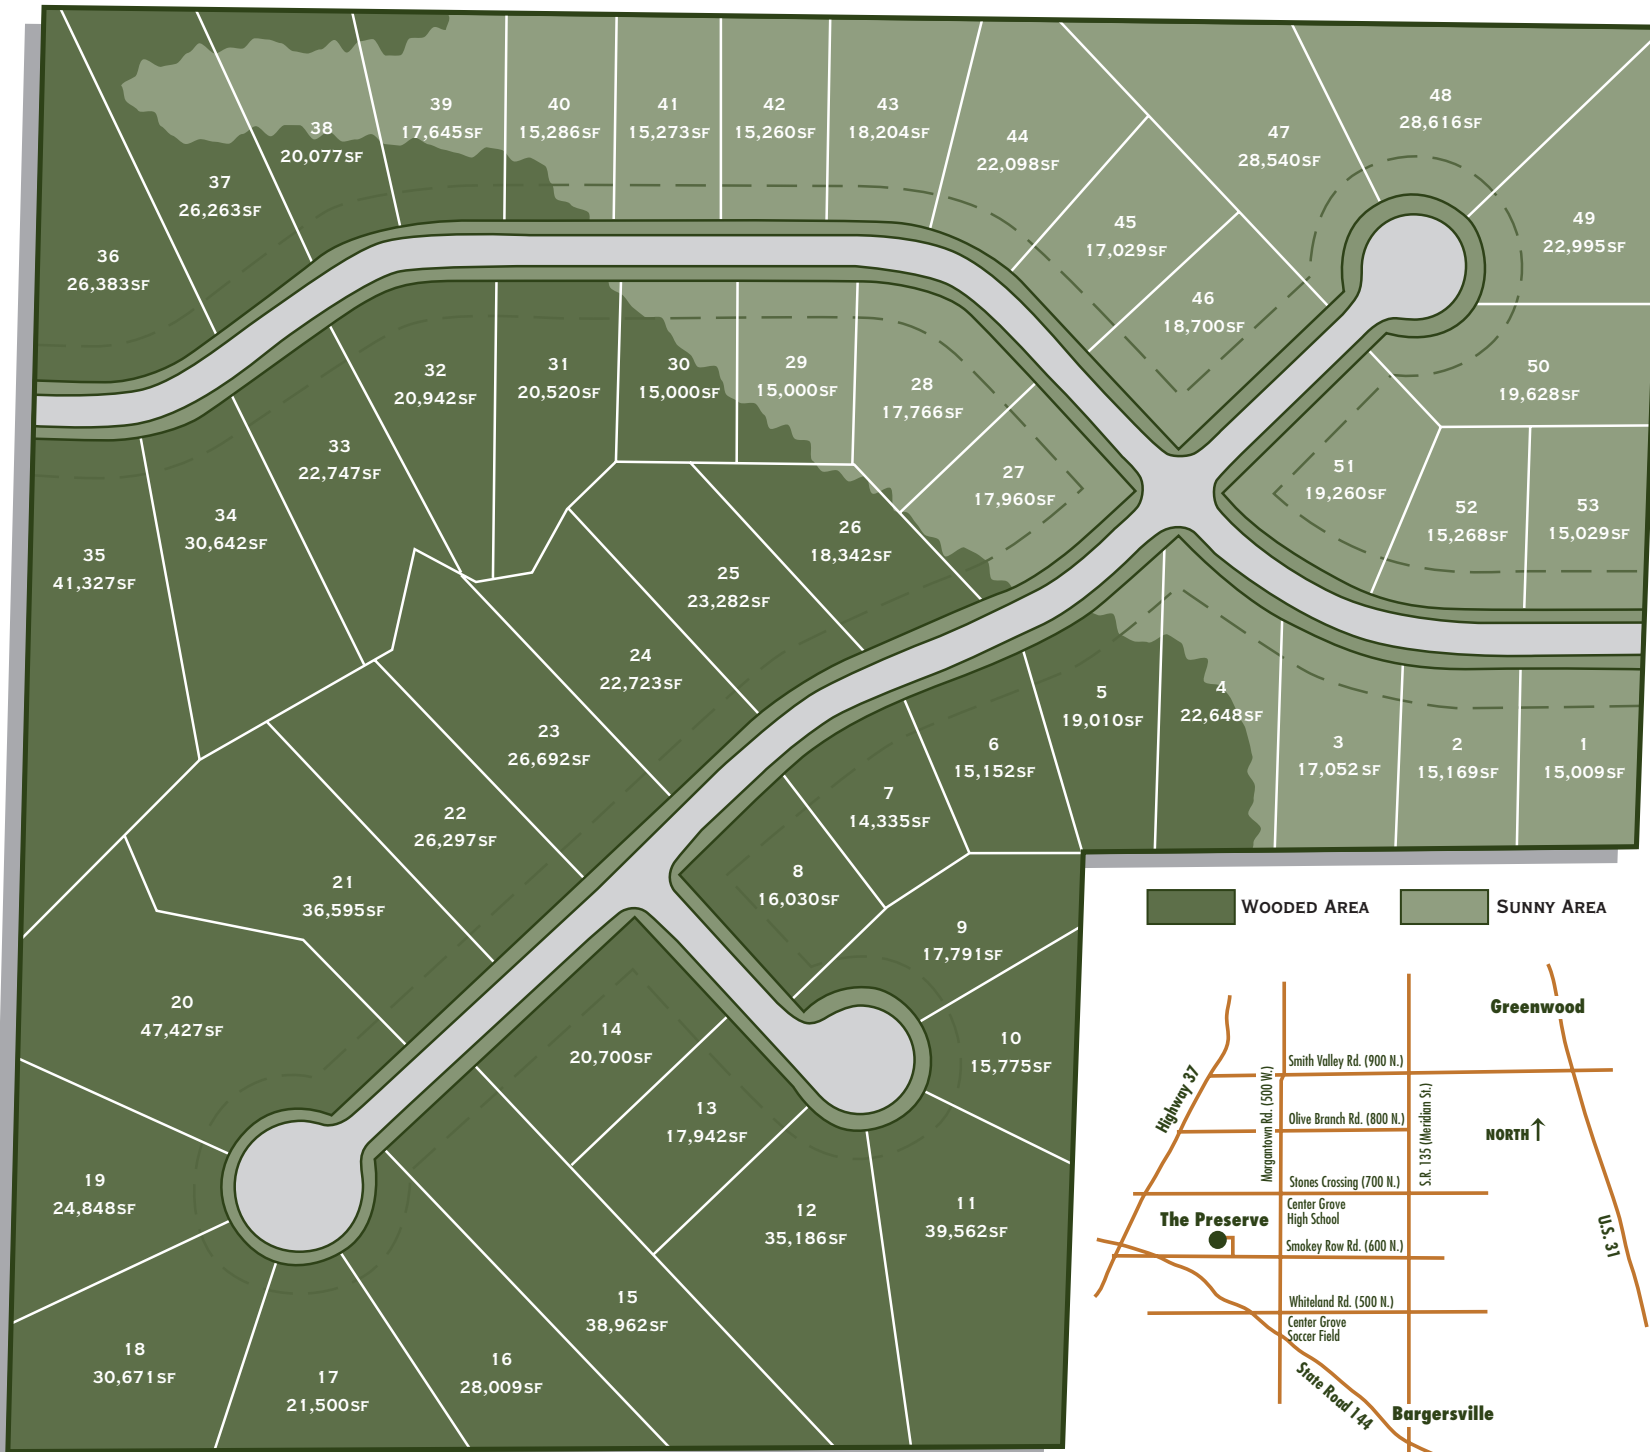 36
26,383SF
37
26,263SF
38
20,077SF
39
17,645SF
40
15,286SF
41
15,273SF
42
15,260SF
43
18,204SF
44
22,098SF
45
17,029SF
46
18,700SF
47
28,540SF
48
28,616SF
49
22,995SF
50
19,628SF
51
19,260SF
52
15,268SF
53
15,029SF
35
41,327SF
34
30,642SF
33
22,747SF
32
20,942SF
31
20,520SF
30
15,000SF
29
15,000SF
28
17,766SF
27
17,960SF
26
18,342SF
25
23,282SF
24
22,723SF
23
26,692SF
22
26,297SF
21
36,595SF
20
47,427SF
19
24,848SF
18
30,671SF
17
21,500SF
16
28,009SF
15
38,962SF
14
20,700SF
13
17,942SF
12
35,186SF
11
39,562SF
10
15,775SF
9
17,791SF
8
16,030SF
7
14,335SF
6
15,152SF
5
19,010SF
4
22,648SF
3
17,052SF
2
15,169SF
1
15,009SF
Wooded Area
Sunny Area
Greenwood
Highway 37
Morgantown Rd. (500 W.)
Smith Valley Rd. (900 N.)
Olive Branch Rd. (800 N.)
S.R. 135 (Meridian St.)
NORTH
Stones Crossing (700 N.)
Center Grove
High School
The Preserve
Smokey Row Rd. (600 N.)
U.S. 31
Whiteland Rd. (500 N.)
Center Grove
Soccer Field
State Road 144
Bargersville